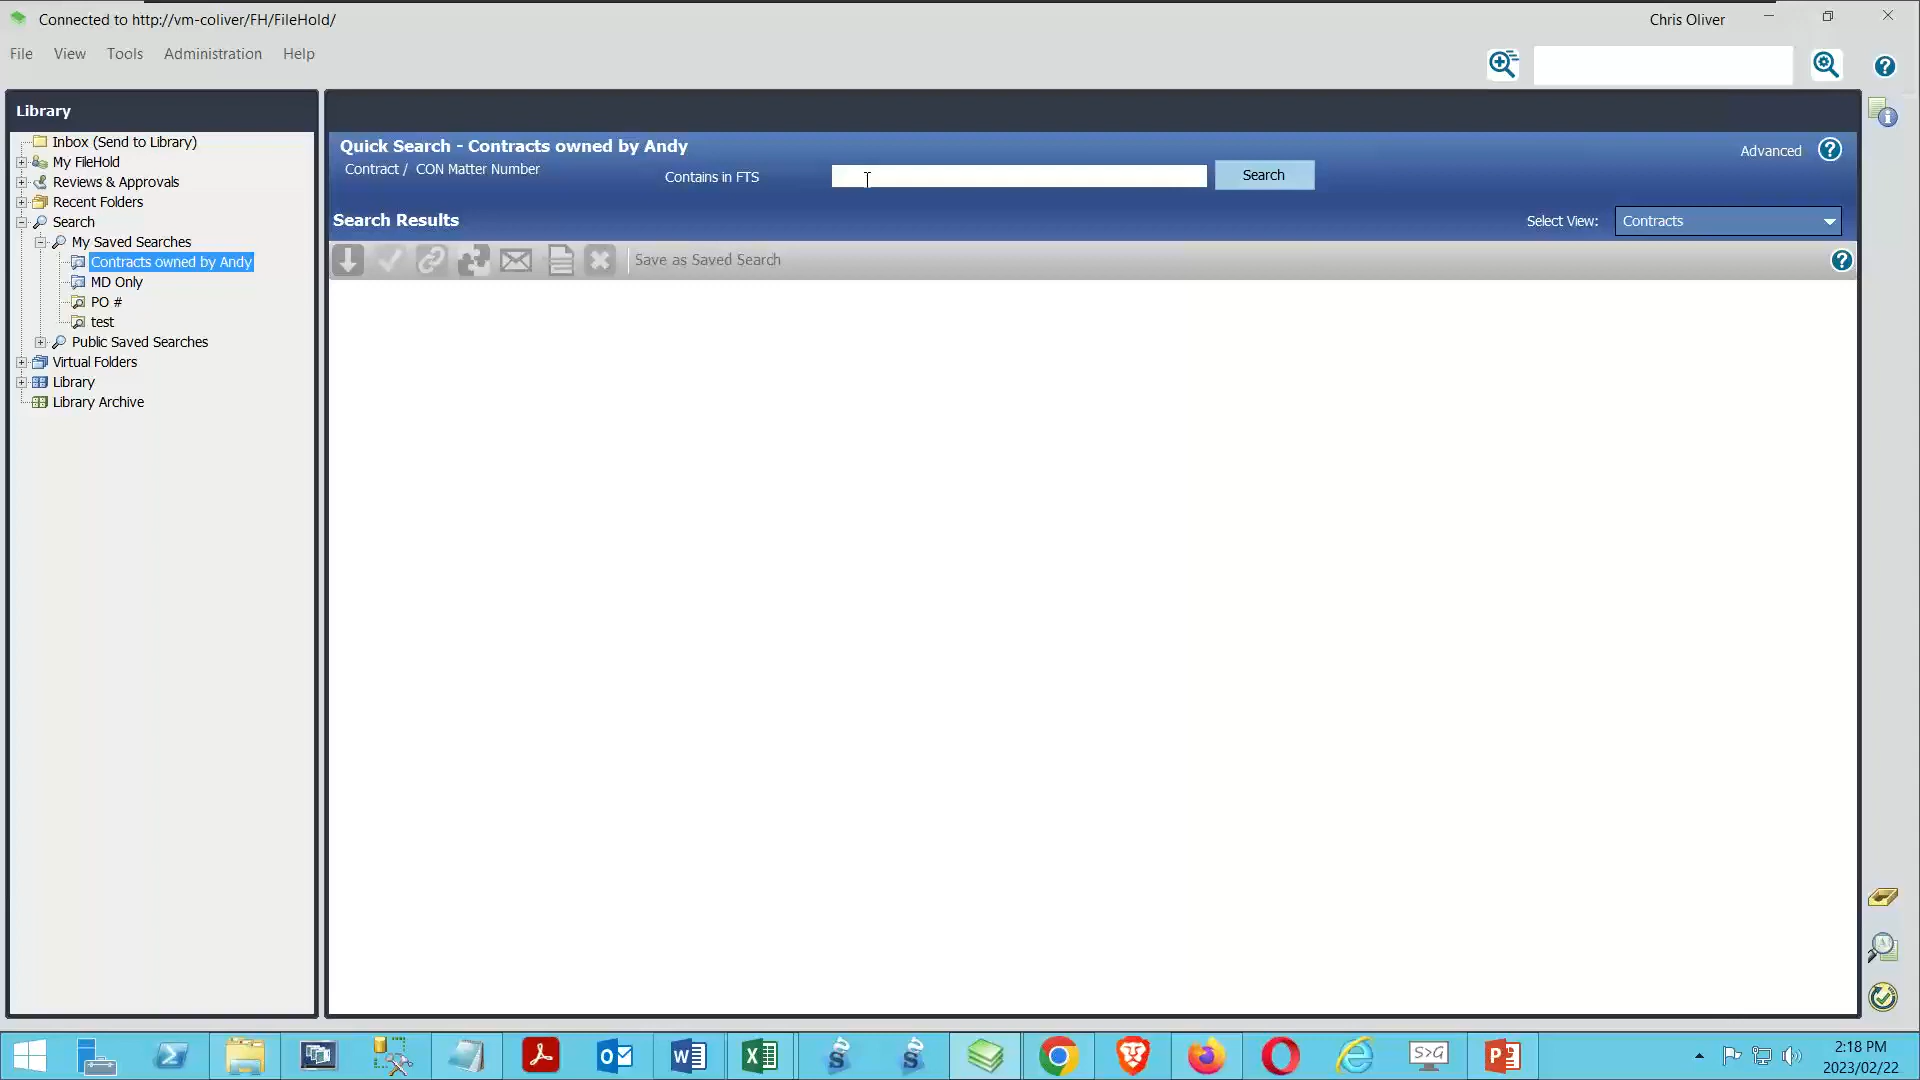 Connected to http://vm-coliver/FH/FileHold/
Chris Oliver
File View Tools Administration Help
Library
Inbox (Send to Library)
My FileHold
Reviews & Approvals
Recent Folders
Search
My Saved Searches
Contracts owned by Andy
MD Only
PO #
test
Public Saved Searches
Virtual Folders
Library
Library Archive
Quick Search - Contracts owned by Andy
Advanced
Contract / CON Matter Number
Contains in FTS
Search
Search Results
Select View: Contracts
Save as Saved Search
S>G
2:18 PM
2023/02/22